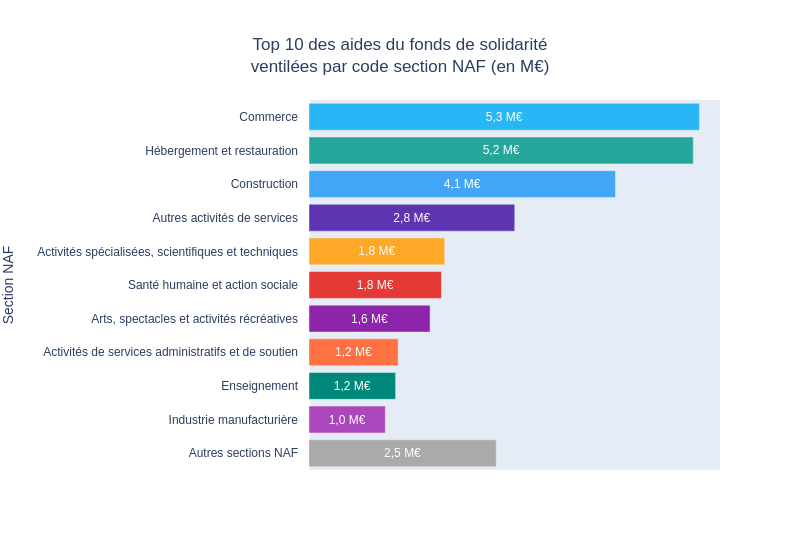 Top 10 des aides du fonds de solidarité
ventilées par code section NAF (en M€)
Section NAF
Commerce 5,3 M€
Hébergement et restauration 5,2 M€
Construction 4,1 M€
Autres activités de services 2,8 M€
Activités spécialisées, scientifiques et techniques 1,8 M€
Santé humaine et action sociale 1,8 M€
Arts, spectacles et activités récréatives 1,6 M€
Activités de services administratifs et de soutien 1,2 M€
Enseignement 1,2 M€
Industrie manufacturière 1,0 M€
Autres sections NAF 2,5 M€